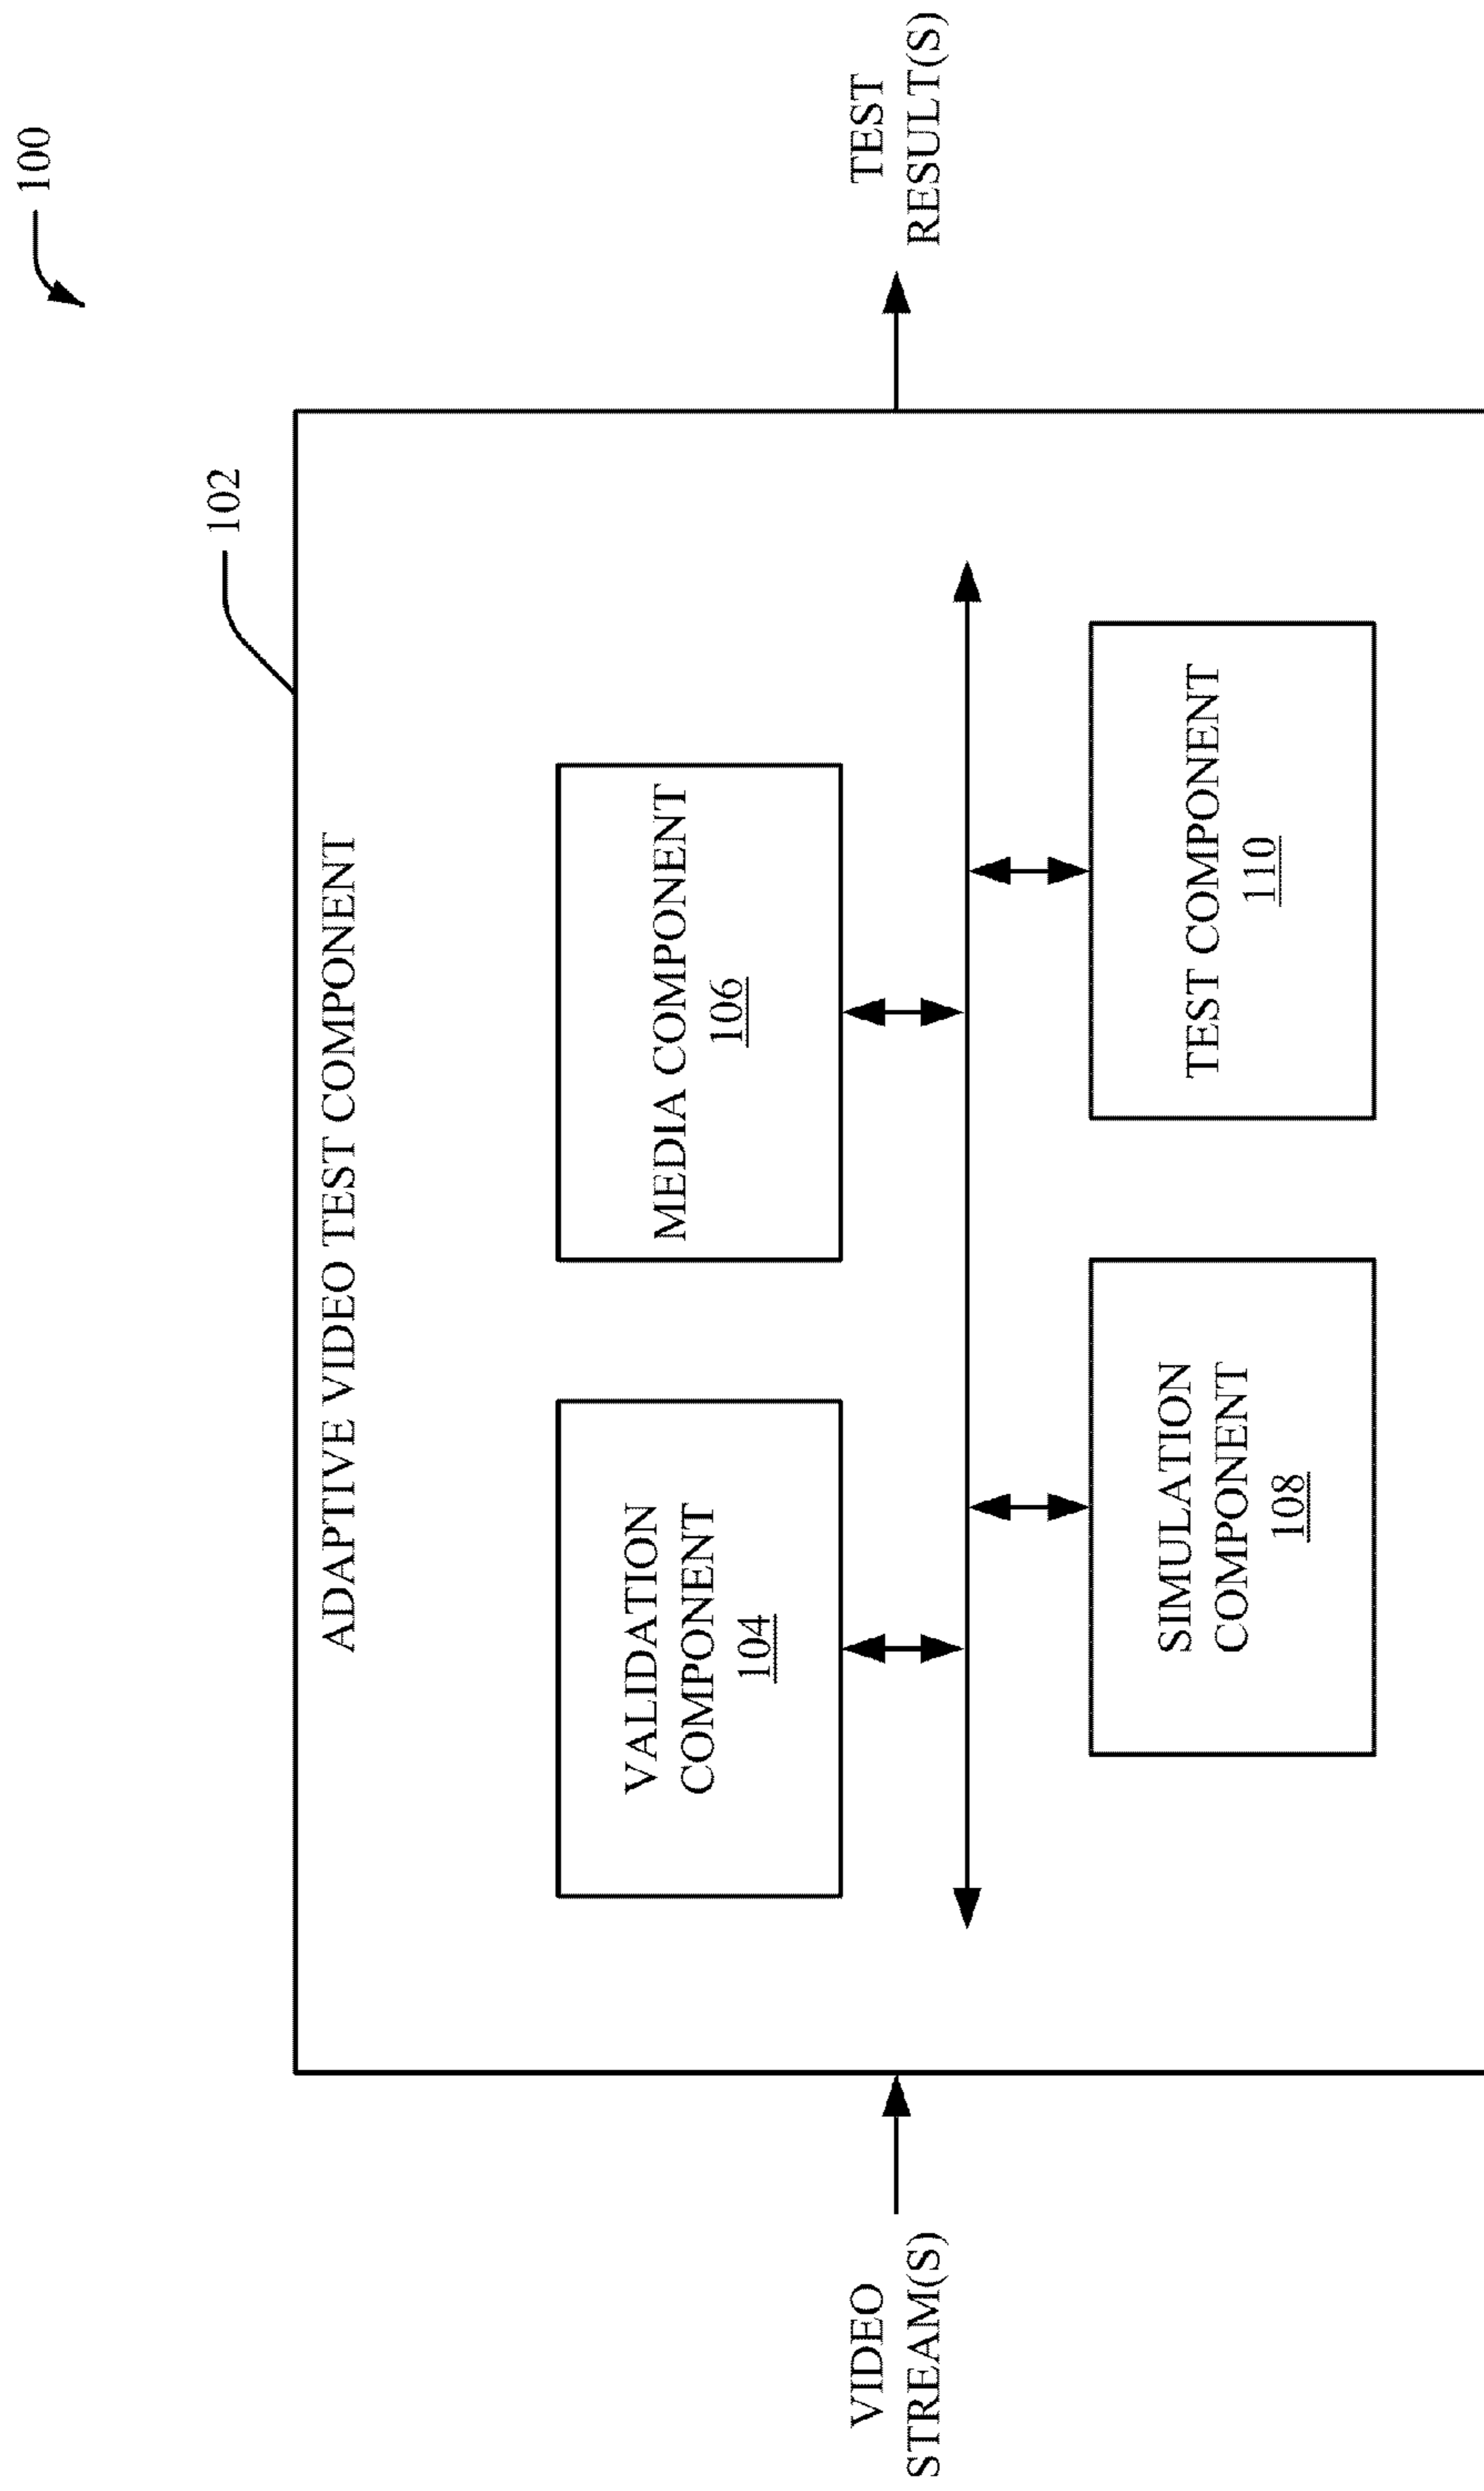 100
102
ADAPTIVE VIDEO TEST COMPONENT
VALIDATION
COMPONENT
104
MEDIA COMPONENT
106
VIDEO
STREAM(S)
TEST
RESULT(S)
SIMULATION
COMPONENT
108
TEST COMPONENT
110